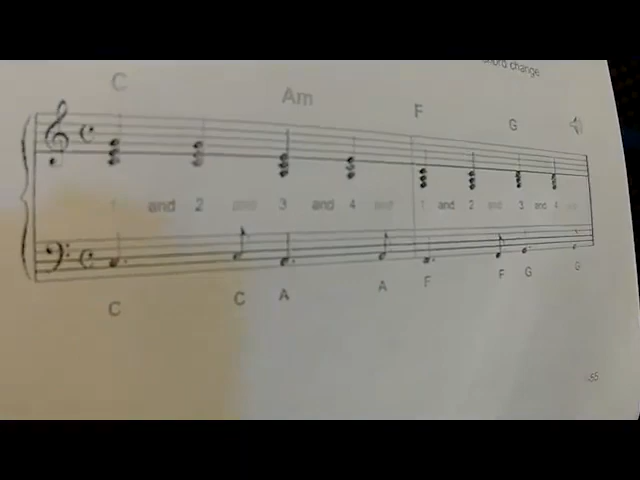 chord change
C Am F G
1 and 2 and 3 and 4 and 1 and 2 and 3 and 4 and
C C A A F F G G
55